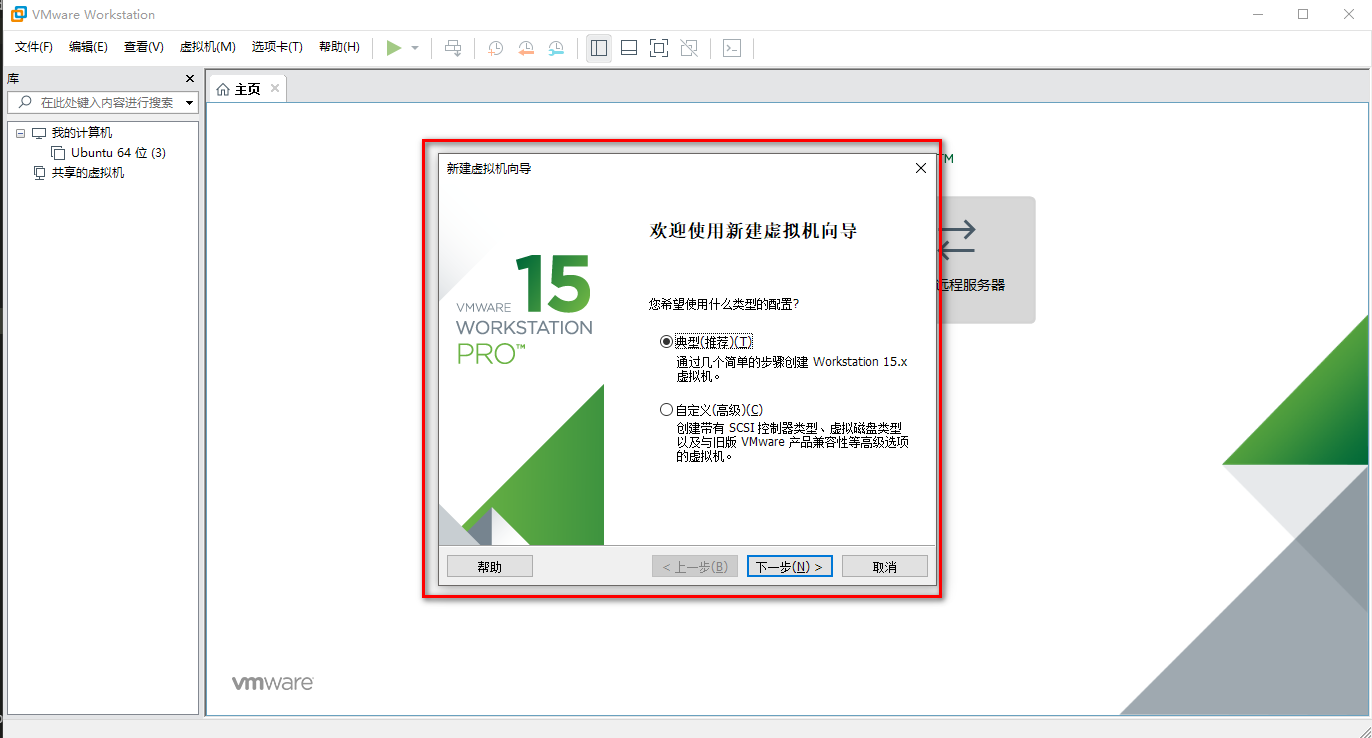 VMware Workstation
文件(F) 编辑(E) 查看(V) 虚拟机(M) 选项卡(T) 帮助(H)
库
在此处键入内容进行搜索
我的计算机
Ubuntu 64 位 (3)
共享的虚拟机
主页
TM
远程服务器
新建虚拟机向导
15
VMWARE
WORKSTATION
PRO™
欢迎使用新建虚拟机向导
您希望使用什么类型的配置?
典型(推荐)(T)
通过几个简单的步骤创建 Workstation 15.x
虚拟机。
自定义(高级)(C)
创建带有 SCSI 控制器类型、虚拟磁盘类型
以及与旧版 VMware 产品兼容性等高级选项
的虚拟机。
帮助 < 上一步(B) 下一步(N) > 取消
vmware